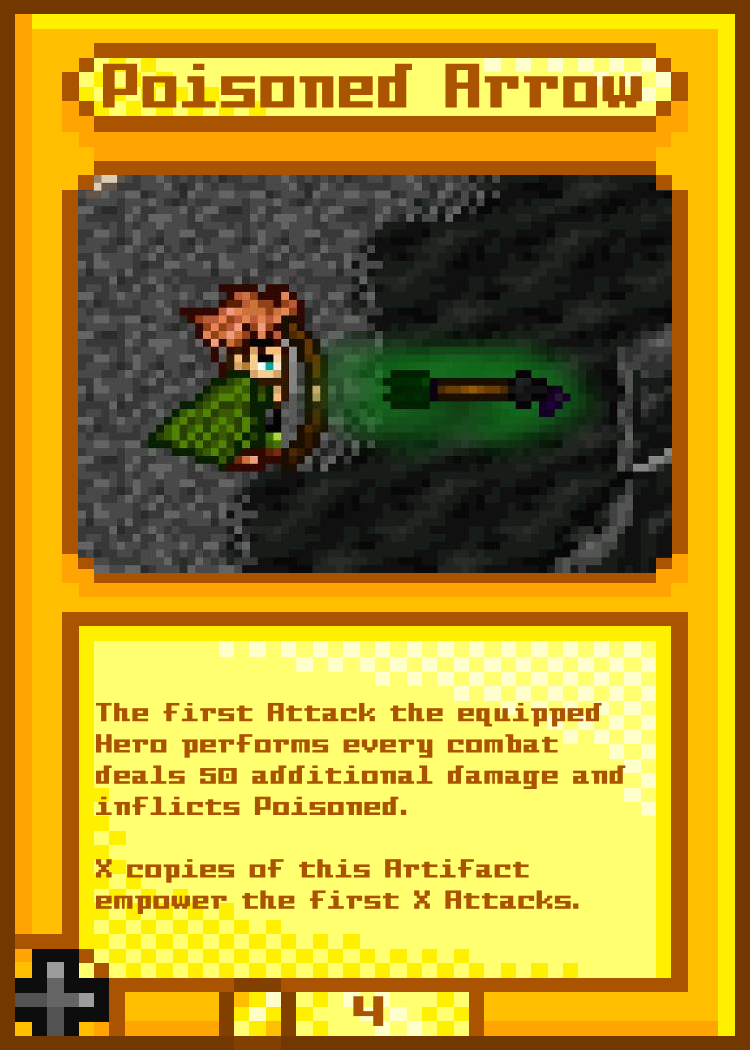 Poisoned Arrow
The first Attack the equipped
Hero performs every combat
deals 50 additional damage and
inflicts Poisoned.
X copies of this Artifact
empower the first X Attacks.
4